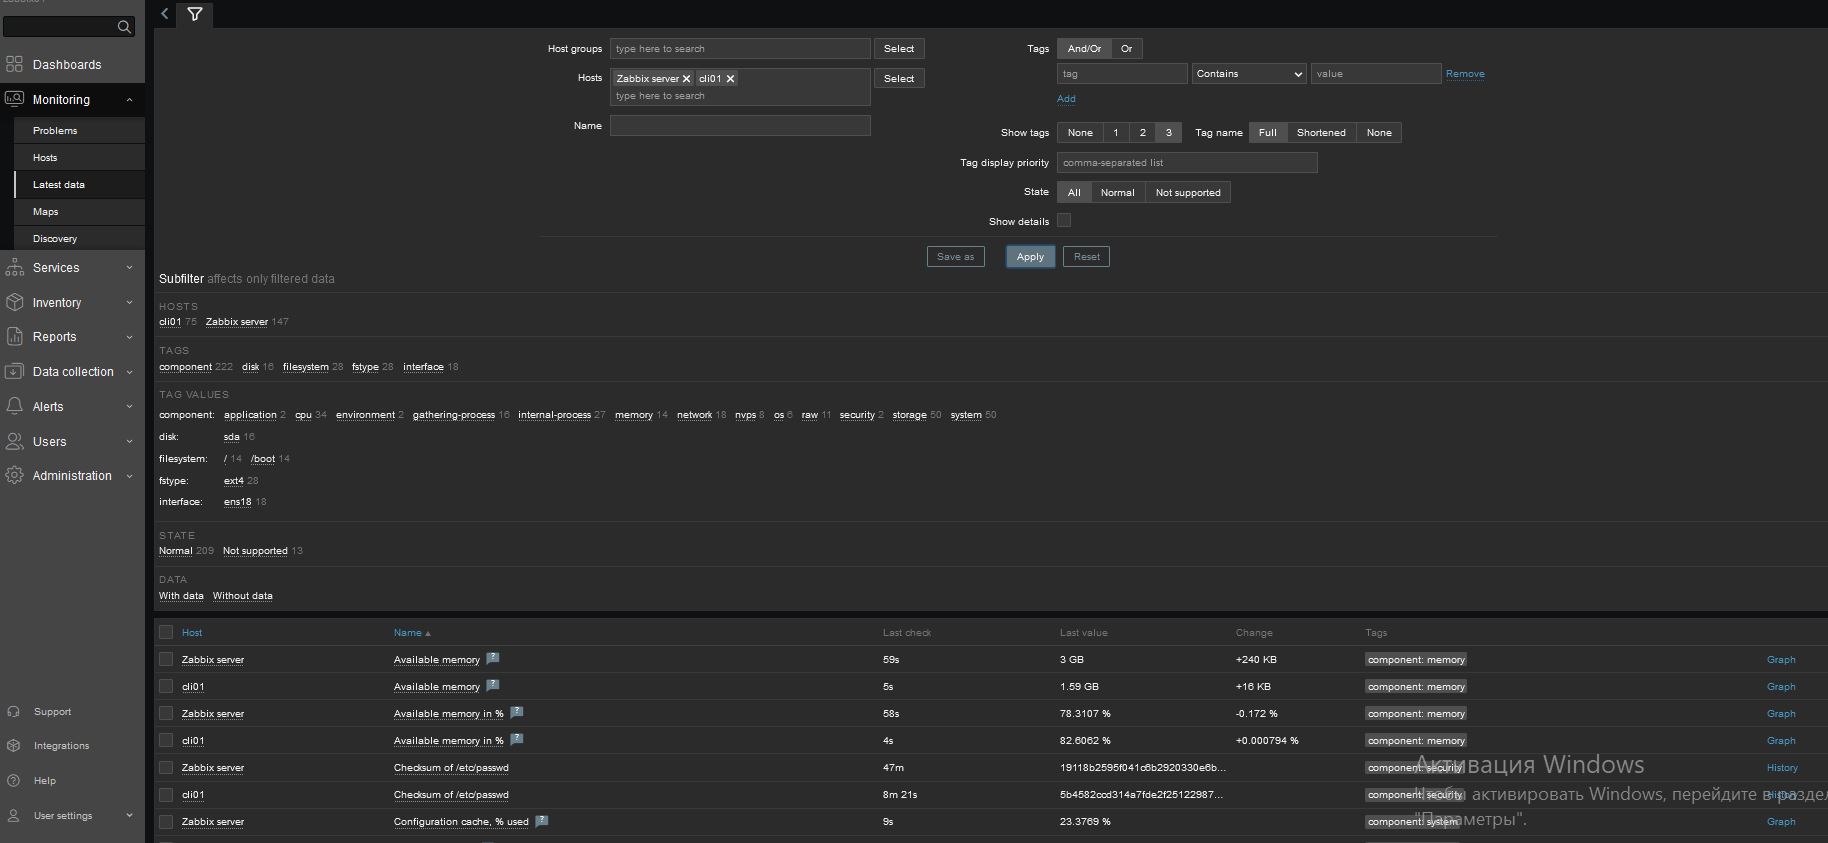 Dashboards
Monitoring
Problems
Hosts
Latest data
Maps
Discovery
Services
Inventory
Reports
Data collection
Alerts
Users
Administration
Support
Integrations
Help
User settings
Host groups type here to search Select
Hosts Zabbix server cli01 Select
type here to search
Name
Tags And/Or Or
tag Contains value Remove
Add
Show tags None 1 2 3 Tag name Full Shortened None
Tag display priority comma-separated list
State All Normal Not supported
Show details
Save as Apply Reset
Subfilter affects only filtered data
HOSTS
cli01 75 Zabbix server 147
TAGS
component 222 disk 16 filesystem 28 fstype 28 interface 18
TAG VALUES
component: application 2 cpu 34 environment 2 gathering-process 16 internal-process 27 memory 14 network 18 nvps 8 os 6 raw 11 security 2 storage 50 system 50
disk: sda 16
filesystem: / 14 /boot 14
fstype: ext4 28
interface: ens18 18
STATE
Normal 209 Not supported 13
DATA
With data Without data
Host Name Last check Last value Change Tags
Zabbix server Available memory ? 59s 3 GB +240 KB component: memory Graph
cli01 Available memory ? 5s 1.59 GB +16 KB component: memory Graph
Zabbix server Available memory in % ? 58s 78.3107 % -0.172 % component: memory Graph
cli01 Available memory in % ? 4s 82.6062 % +0.000794 % component: memory Graph
Zabbix server Checksum of /etc/passwd 47m 19118b2595f041c6b2920330e6b... component: security History
cli01 Checksum of /etc/passwd 8m 21s 5b4582ccd314a7fde2f25122987... component: security History
Zabbix server Configuration cache, % used ? 9s 23.3769 % component: system Graph
Активация Windows
Чтобы активировать Windows, перейдите в раздел
"Параметры".